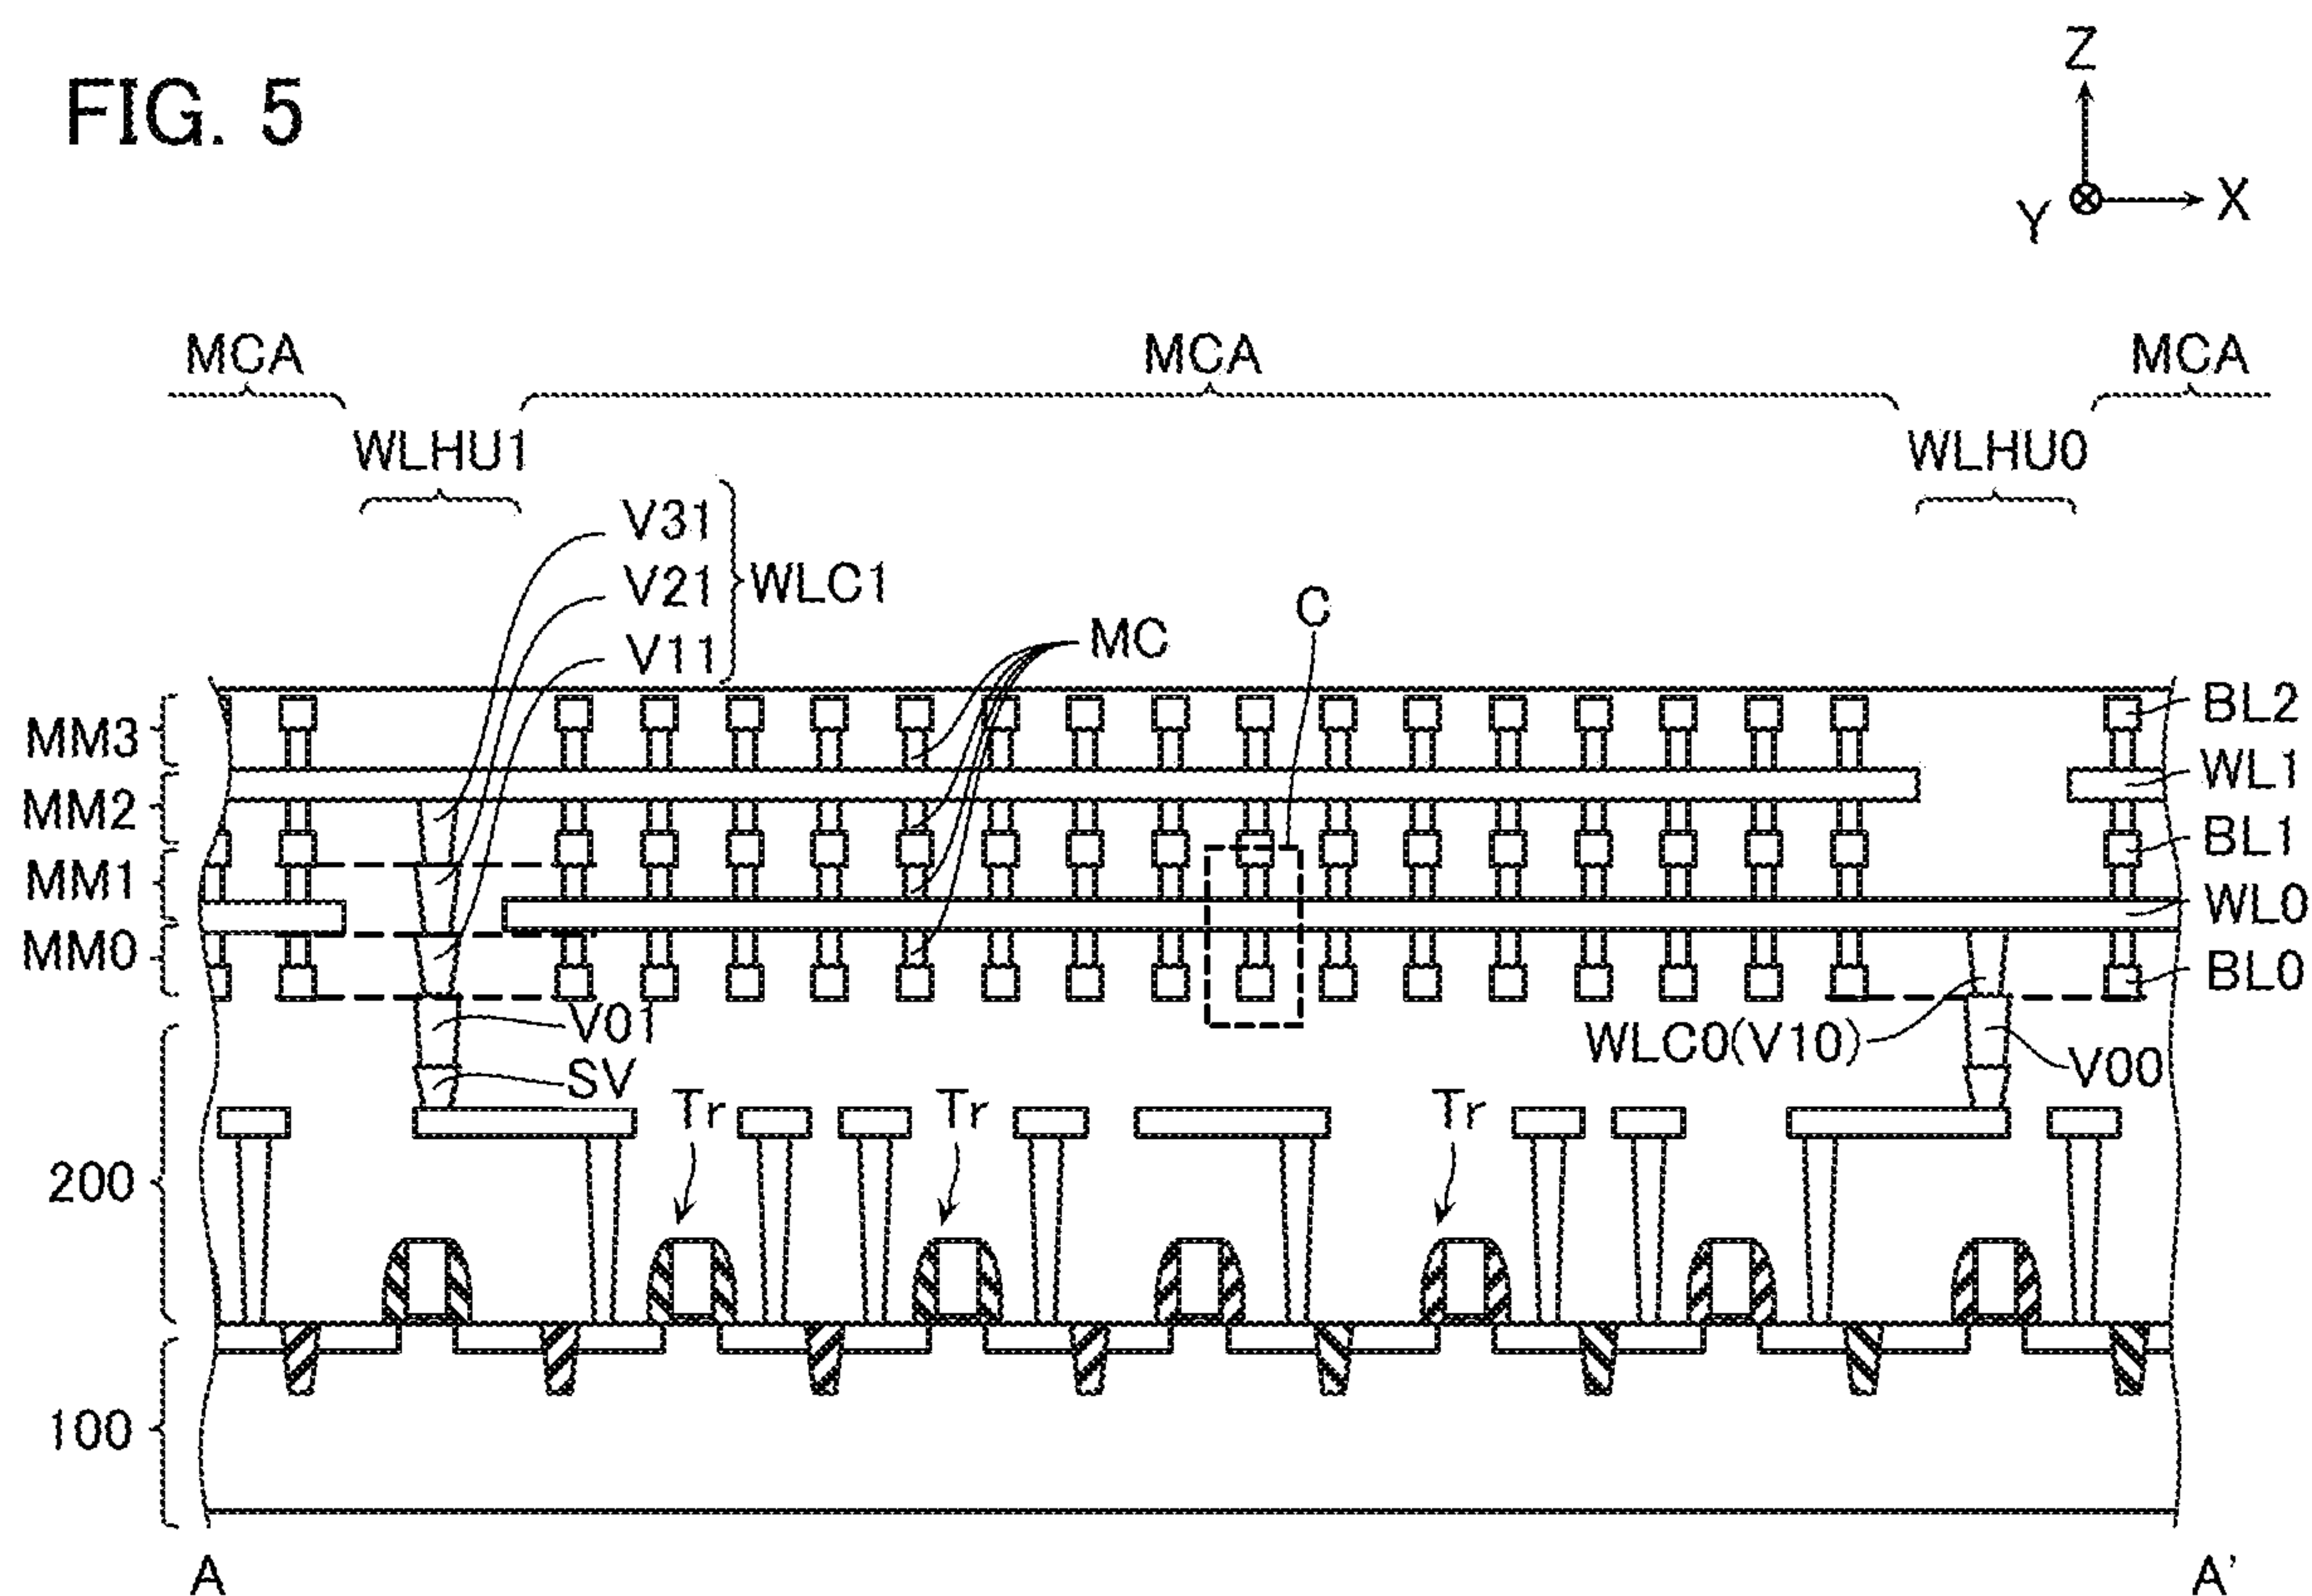 FIG. 5
Z
Y
X
MCA
MCA
MCA
WLHU1
WLHU0
V31
V21
V11
WLC1
MC
C
MM3
MM2
MM1
MM0
BL2
WL1
BL1
WL0
BL0
V01
SV
WLC0(V10)
V00
Tr
Tr
Tr
200
100
A
A'